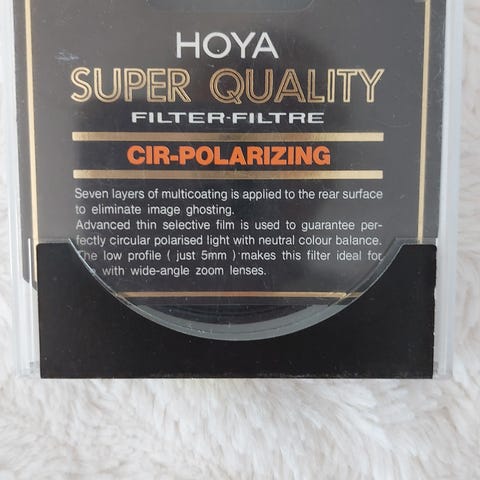 HOYA
SUPER QUALITY
FILTER-FILTRE
CIR-POLARIZING
Seven layers of multicoating is applied to the rear surface
to eliminate image ghosting.
Advanced thin selective film is used to guarantee per-
fectly circular polarised light with neutral colour balance.
The low profile ( just 5mm ) makes this filter ideal for
with wide-angle zoom lenses.